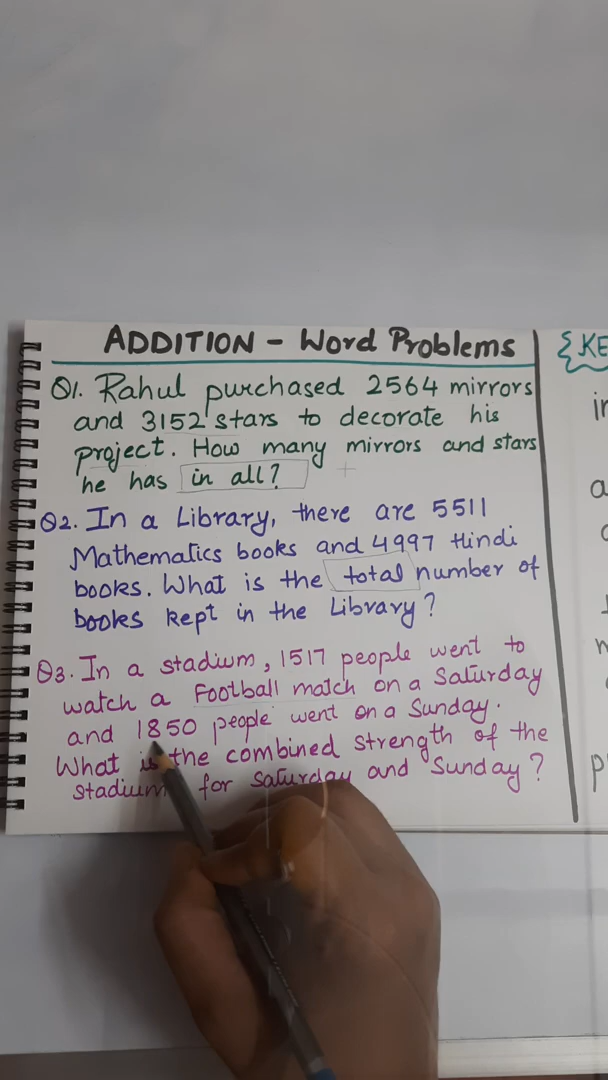 ADDITION - Word Problems
Q1. Rahul purchased 2564 mirrors
and 3152 stars to decorate his
project. How many mirrors and stars
he has in all?
Q2. In a Library, there are 5511
Mathematics books and 4997 Hindi
books. What is the total number of
books kept in the Library?
Q3. In a stadium, 1517 people went to
watch a Football match on a Saturday
and 1850 people went on a Sunday.
What is the combined strength of the
stadium for Saturday and Sunday?